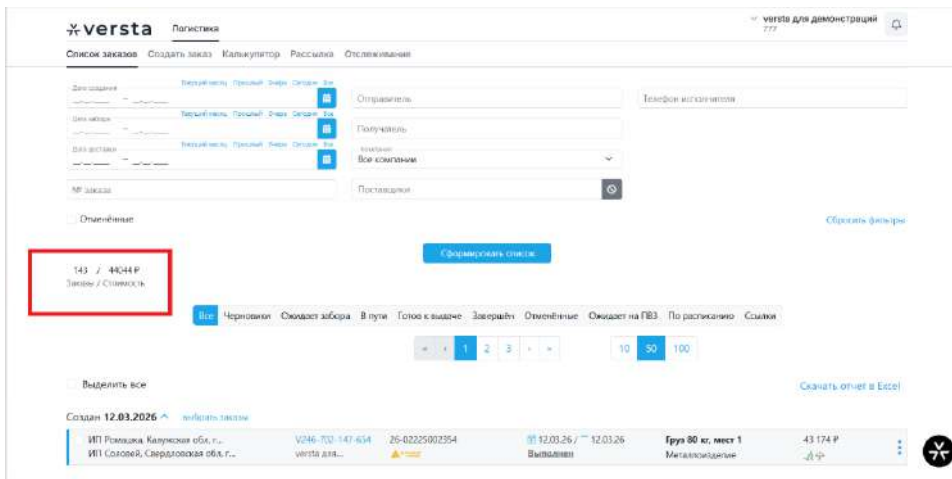 versta Логистика
versta для демонстраций
777
Список заказов Создать заказ Калькулятор Рассылка Отслеживание
Дата создания Текущий месяц Прошлый Вчера Сегодня Все
Отправитель
Телефон исполнителя
Дата забора Текущий месяц Прошлый Вчера Сегодня Все
Получатель
Дата доставки Текущий месяц Прошлый Вчера Сегодня Все
Компания
Все компании
№ заказа
Поставщики
Отменённые
Сбросить фильтры
Сформировать список
143 / 44044 ₽
Заказы / Стоимость
Все Черновики Ожидает забора В пути Готов к выдаче Завершён Отменённые Ожидает на ПВЗ По расписанию Ссылки
« ‹ 1 2 3 › » 10 50 100
Выделить все
Скачать отчет в Excel
Создан 12.03.2026 выбрать заказы
ИП Ромашка, Калужская обл, г... 26-02225002354 12.03.26 / 12.03.26 Груз 80 кг, мест 1 43 174 ₽
ИП Соловей, Свердловская обл, г... versta для... Выполнен Металлоизделие